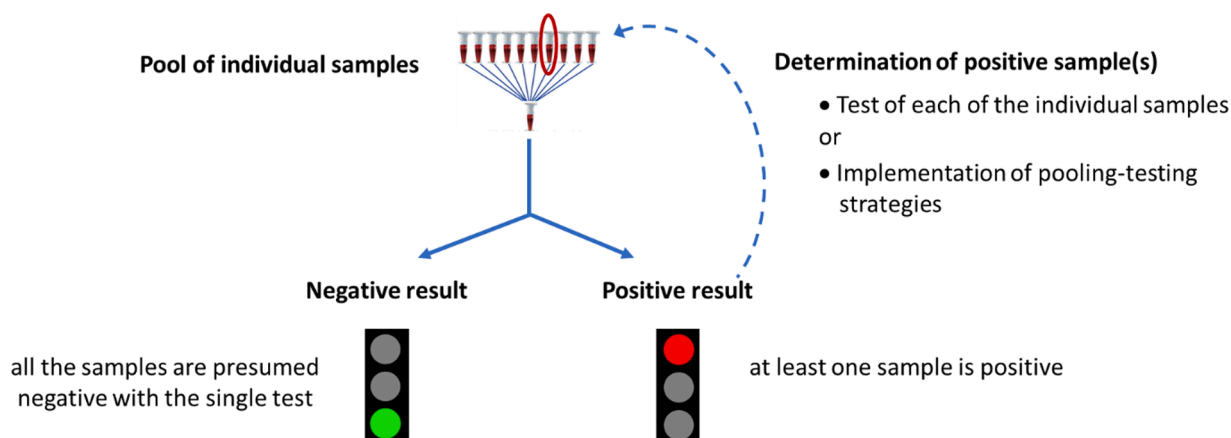 Pool of individual samples
Determination of positive sample(s)
• Test of each of the individual samples
or
• Implementation of pooling-testing
strategies
Negative result
Positive result
all the samples are presumed
negative with the single test
at least one sample is positive